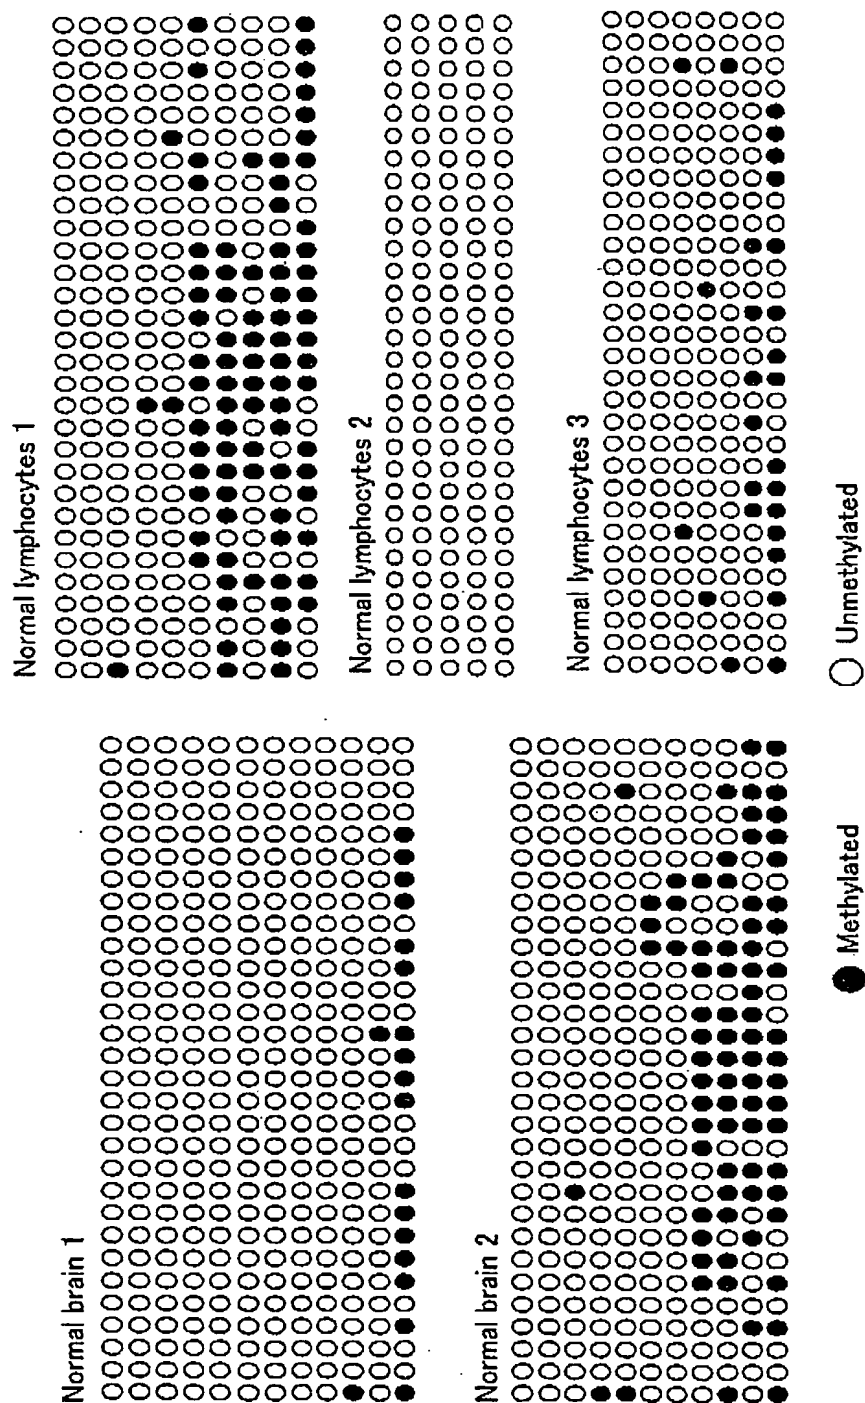 Normal brain 1
Normal lymphocytes 1
Normal brain 2
Normal lymphocytes 2
Normal lymphocytes 3
Methylated
Unmethylated